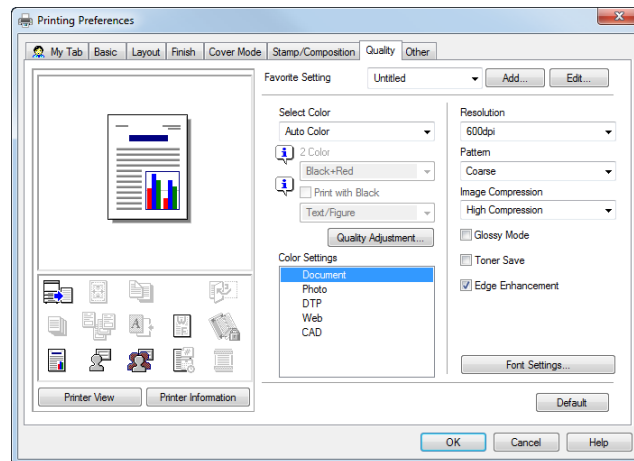 Printing Preferences
My Tab Basic Layout Finish Cover Mode Stamp/Composition Quality Other
Favorite Setting Untitled Add... Edit...
Select Color
Auto Color
2 Color
Black+Red
Print with Black
Text/Figure
Quality Adjustment...
Color Settings
Document
Photo
DTP
Web
CAD
Resolution
600dpi
Pattern
Coarse
Image Compression
High Compression
Glossy Mode
Toner Save
Edge Enhancement
Font Settings...
Printer View Printer Information
Default
OK Cancel Help